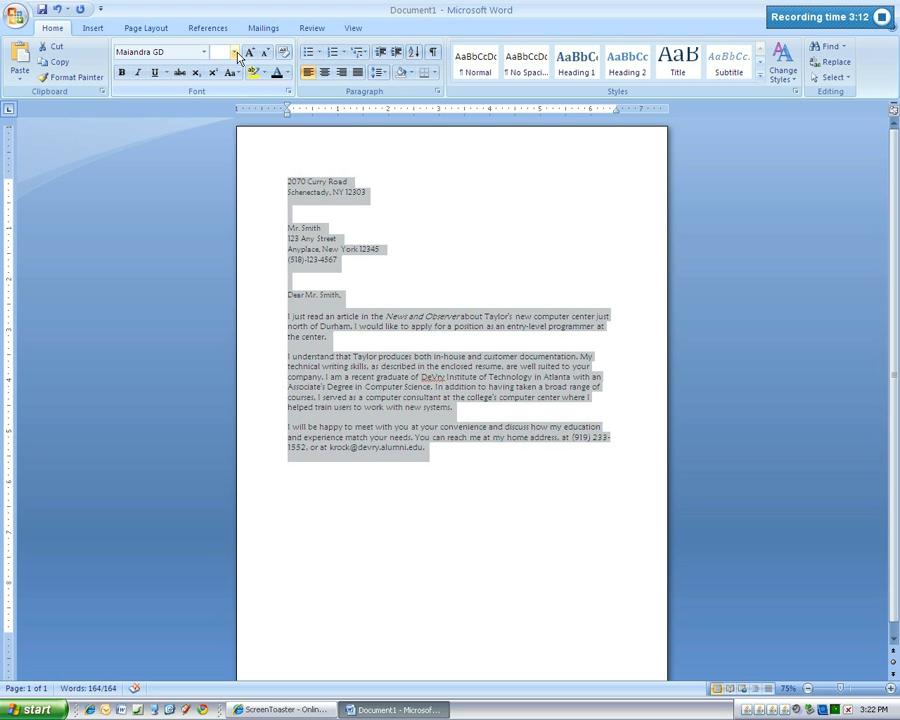 Document1 - Microsoft Word
Recording time 3:12
Home Insert Page Layout References Mailings Review View
Paste
Cut
Copy
Format Painter
Clipboard
Maiandra GD
Font
Paragraph
AaBbCcDc AaBbCcDc AaBbCc AaBbCc AaB AaBbCc.
¶ Normal ¶ No Spaci... Heading 1 Heading 2 Title Subtitle
Change Styles
Styles
Find
Replace
Select
Editing
2070 Curry Road
Schenectady, NY 12303
Mr. Smith
123 Any Street
Anyplace, New York 12345
(518)-123-4567
Dear Mr. Smith,
I just read an article in the News and Observer about Taylor's new computer center just
north of Durham. I would like to apply for a position as an entry-level programmer at
the center.
I understand that Taylor produces both in-house and customer documentation. My
technical writing skills, as described in the enclosed resume, are well suited to your
company. I am a recent graduate of DeVry Institute of Technology in Atlanta with an
Associate's Degree in Computer Science. In addition to having taken a broad range of
courses, I served as a computer consultant at the college's computer center where I
helped train users to work with new systems.
I will be happy to meet with you at your convenience and discuss how my education
and experience match your needs. You can reach me at my home address, at (919) 233-
1552, or at krock@devry.alumni.edu.
Page: 1 of 1 Words: 164/164 75%
start ScreenToaster - Onlin... Document1 - Microsof... 3:22 PM